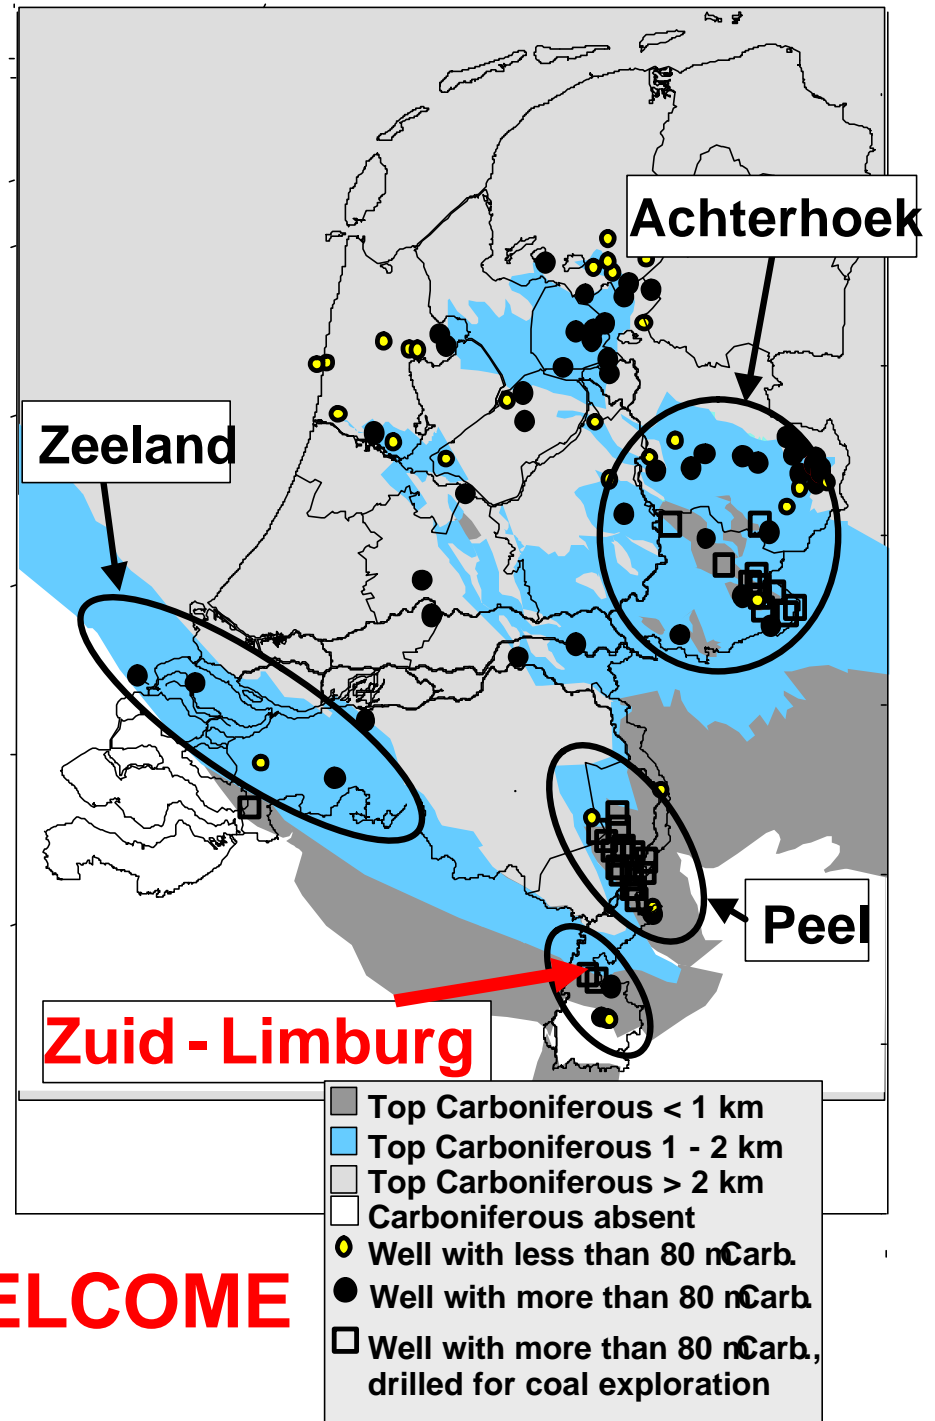 Achterhoek
Zeeland
Peel
Zuid - Limburg
Top Carboniferous < 1 km
Top Carboniferous 1 - 2 km
Top Carboniferous > 2 km
Carboniferous absent
Well with less than 80 m Carb.
Well with more than 80 m Carb.
Well with more than 80 m Carb.,
drilled for coal exploration
ELCOME